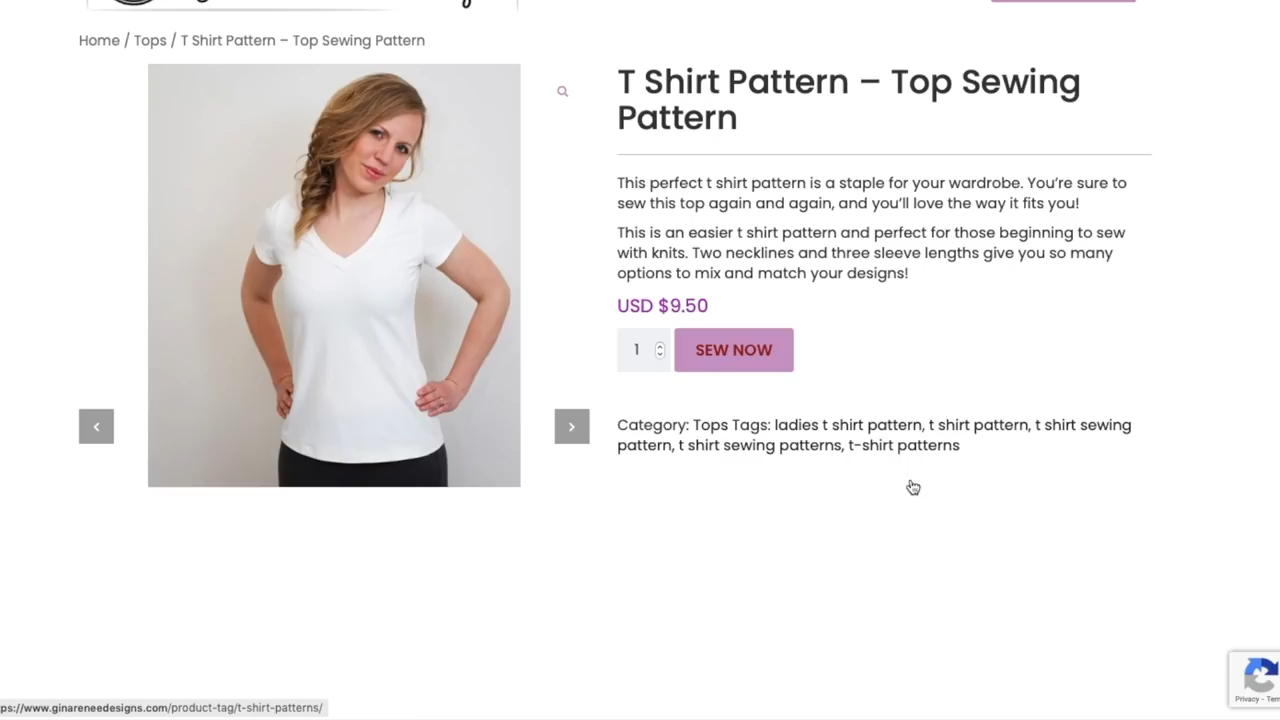 Home / Tops / T Shirt Pattern – Top Sewing Pattern
T Shirt Pattern – Top Sewing
Pattern
This perfect t shirt pattern is a staple for your wardrobe. You’re sure to
sew this top again and again, and you’ll love the way it fits you!
This is an easier t shirt pattern and perfect for those beginning to sew
with knits. Two necklines and three sleeve lengths give you so many
options to mix and match your designs!
USD $9.50
1
SEW NOW
Category: Tops Tags: ladies t shirt pattern, t shirt pattern, t shirt sewing
pattern, t shirt sewing patterns, t-shirt patterns
Privacy -
ps://www.ginareneedesigns.com/product-tag/t-shirt-patterns/